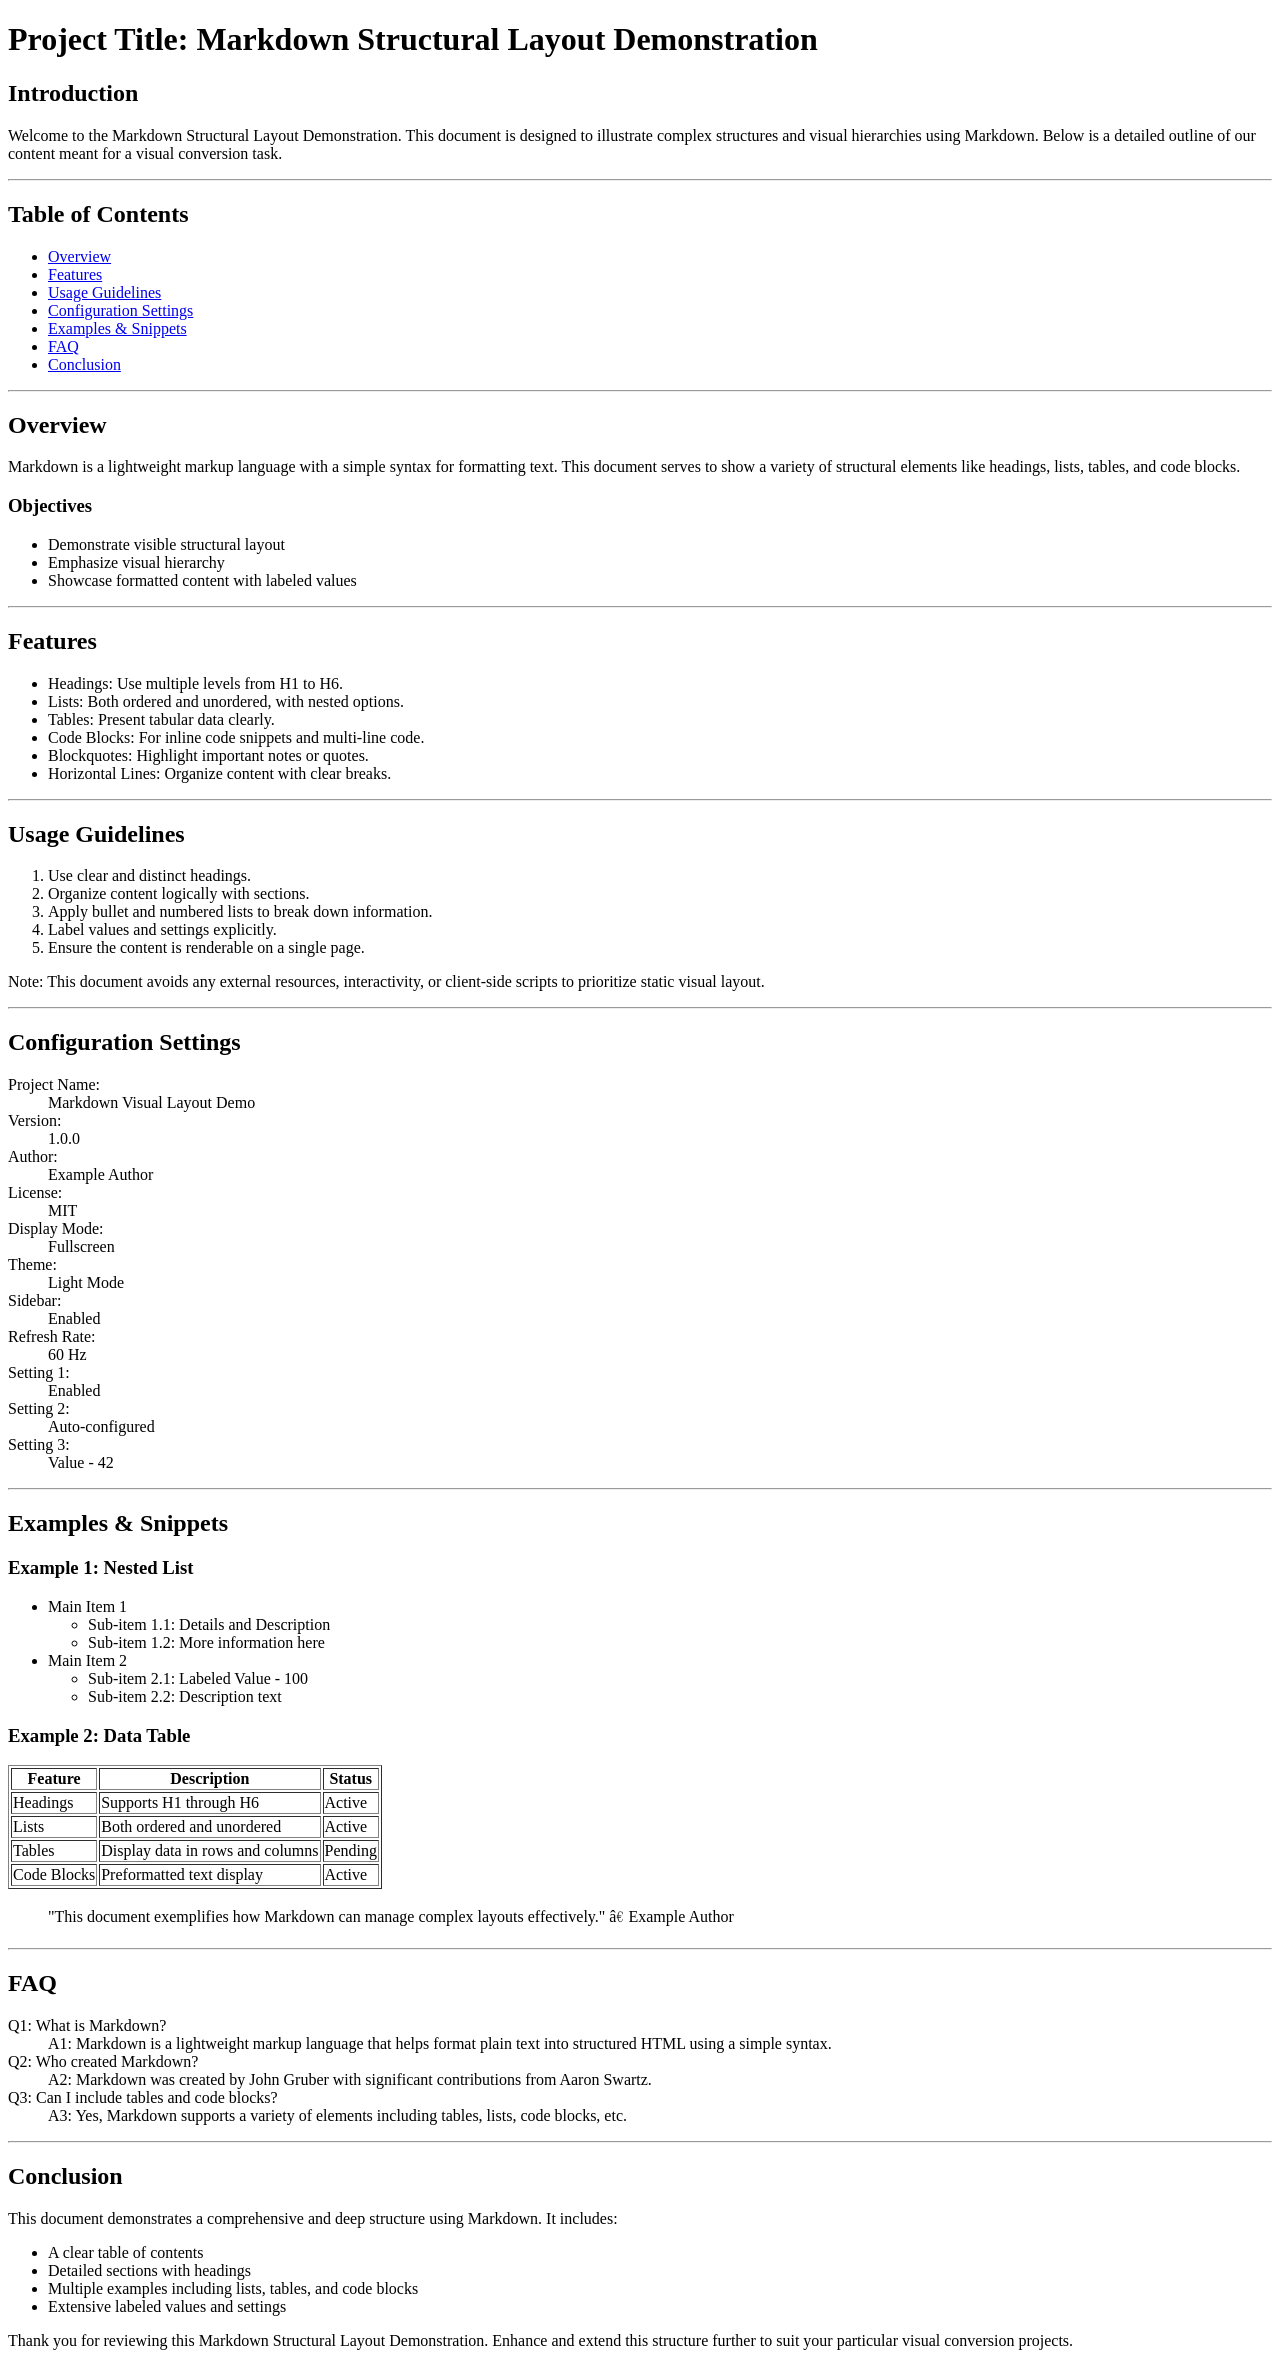 Project Title: Markdown Structural Layout Demonstration
Introduction
Welcome to the Markdown Structural Layout Demonstration. This document is designed to illustrate complex structures and visual hierarchies using Markdown. Below is a detailed outline of our
content meant for a visual conversion task.
Table of Contents
• Overview
• Features
• Usage Guidelines
• Configuration Settings
• Examples & Snippets
• FAQ
• Conclusion
Overview
Markdown is a lightweight markup language with a simple syntax for formatting text. This document serves to show a variety of structural elements like headings, lists, tables, and code blocks.
Objectives
• Demonstrate visible structural layout
• Emphasize visual hierarchy
• Showcase formatted content with labeled values
Features
• Headings: Use multiple levels from H1 to H6.
• Lists: Both ordered and unordered, with nested options.
• Tables: Present tabular data clearly.
• Code Blocks: For inline code snippets and multi-line code.
• Blockquotes: Highlight important notes or quotes.
• Horizontal Lines: Organize content with clear breaks.
Usage Guidelines
1. Use clear and distinct headings.
2. Organize content logically with sections.
3. Apply bullet and numbered lists to break down information.
4. Label values and settings explicitly.
5. Ensure the content is renderable on a single page.
Note: This document avoids any external resources, interactivity, or client-side scripts to prioritize static visual layout.
Configuration Settings
Project Name:
Markdown Visual Layout Demo
Version:
1.0.0
Author:
Example Author
License:
MIT
Display Mode:
Fullscreen
Theme:
Light Mode
Sidebar:
Enabled
Refresh Rate:
60 Hz
Setting 1:
Enabled
Setting 2:
Auto-configured
Setting 3:
Value - 42
Examples & Snippets
Example 1: Nested List
• Main Item 1
◦ Sub-item 1.1: Details and Description
◦ Sub-item 1.2: More information here
• Main Item 2
◦ Sub-item 2.1: Labeled Value - 100
◦ Sub-item 2.2: Description text
Example 2: Data Table
Feature Description Status
Headings Supports H1 through H6 Active
Lists Both ordered and unordered Active
Tables Display data in rows and columns Pending
Code Blocks Preformatted text display Active
"This document exemplifies how Markdown can manage complex layouts effectively." â€ Example Author
FAQ
Q1: What is Markdown?
A1: Markdown is a lightweight markup language that helps format plain text into structured HTML using a simple syntax.
Q2: Who created Markdown?
A2: Markdown was created by John Gruber with significant contributions from Aaron Swartz.
Q3: Can I include tables and code blocks?
A3: Yes, Markdown supports a variety of elements including tables, lists, code blocks, etc.
Conclusion
This document demonstrates a comprehensive and deep structure using Markdown. It includes:
• A clear table of contents
• Detailed sections with headings
• Multiple examples including lists, tables, and code blocks
• Extensive labeled values and settings
Thank you for reviewing this Markdown Structural Layout Demonstration. Enhance and extend this structure further to suit your particular visual conversion projects.